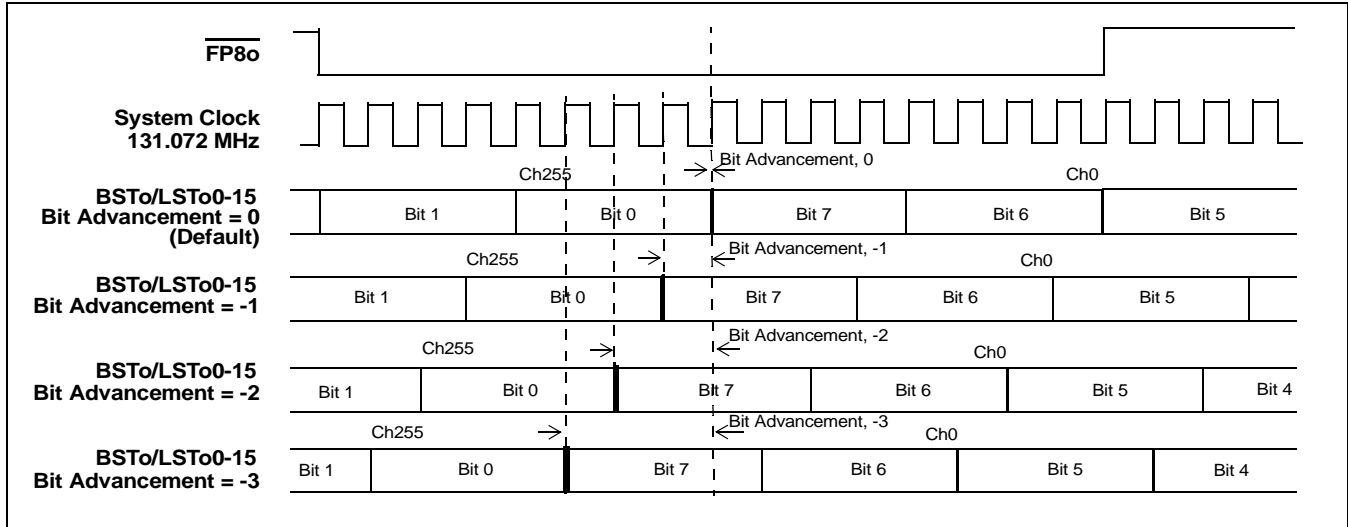 FP8o
System Clock
131.072 MHz
Bit Advancement, 0
Ch255
Ch0
BSTo/LSTo0-15
Bit Advancement = 0
(Default)
Bit 1
Bit 0
Bit 7
Bit 6
Bit 5
Bit Advancement, -1
Ch255
Ch0
BSTo/LSTo0-15
Bit Advancement = -1
Bit 1
Bit 0
Bit 7
Bit 6
Bit 5
Bit Advancement, -2
Ch255
Ch0
BSTo/LSTo0-15
Bit Advancement = -2
Bit 1
Bit 0
Bit 7
Bit 6
Bit 5
Bit 4
Bit Advancement, -3
Ch255
Ch0
BSTo/LSTo0-15
Bit Advancement = -3
Bit 1
Bit 0
Bit 7
Bit 6
Bit 5
Bit 4